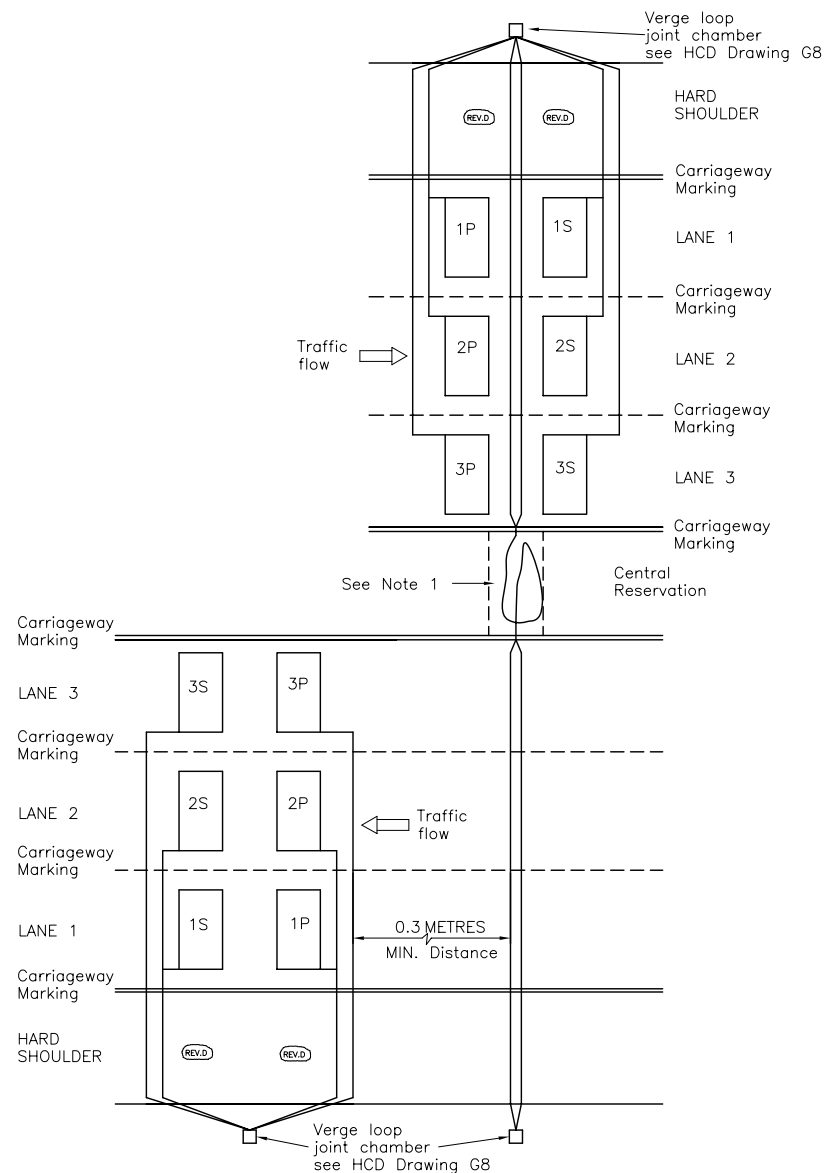 Verge loop
joint chamber
see HCD Drawing G8
HARD
SHOULDER
REV.D
REV.D
Carriageway
Marking
1P
1S
LANE 1
Carriageway
Marking
Traffic
flow
2P
2S
LANE 2
Carriageway
Marking
3P
3S
LANE 3
Carriageway
Marking
See Note 1
Central
Reservation
Carriageway
Marking
LANE 3
3S
3P
Carriageway
Marking
LANE 2
2S
2P
Traffic
flow
Carriageway
Marking
LANE 1
1S
1P
0.3 METRES
MIN. Distance
Carriageway
Marking
HARD
SHOULDER
REV.D
REV.D
Verge loop
joint chamber
see HCD Drawing G8